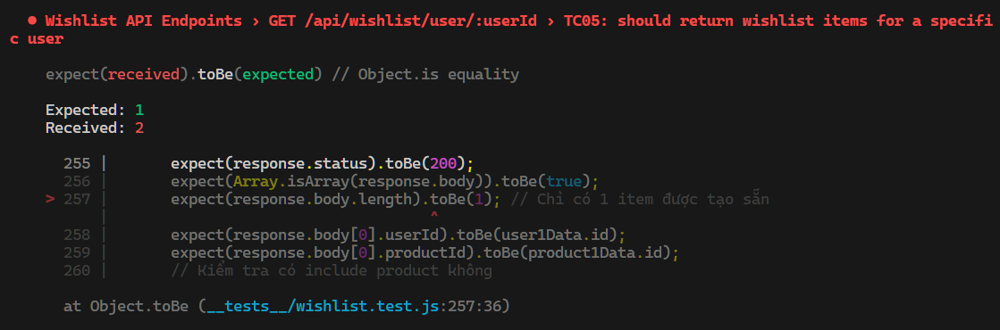 ● Wishlist API Endpoints › GET /api/wishlist/user/:userId › TC05: should return wishlist items for a specifi
c user
expect(received).toBe(expected) // Object.is equality
Expected: 1
Received: 2
255 |       expect(response.status).toBe(200);
256 |       expect(Array.isArray(response.body)).toBe(true);
> 257 |       expect(response.body.length).toBe(1); // Chỉ có 1 item được tạo sẵn
|                                    ^
258 |       expect(response.body[0].userId).toBe(user1Data.id);
259 |       expect(response.body[0].productId).toBe(product1Data.id);
260 |       // Kiểm tra có include product không
at Object.toBe (__tests__/wishlist.test.js:257:36)